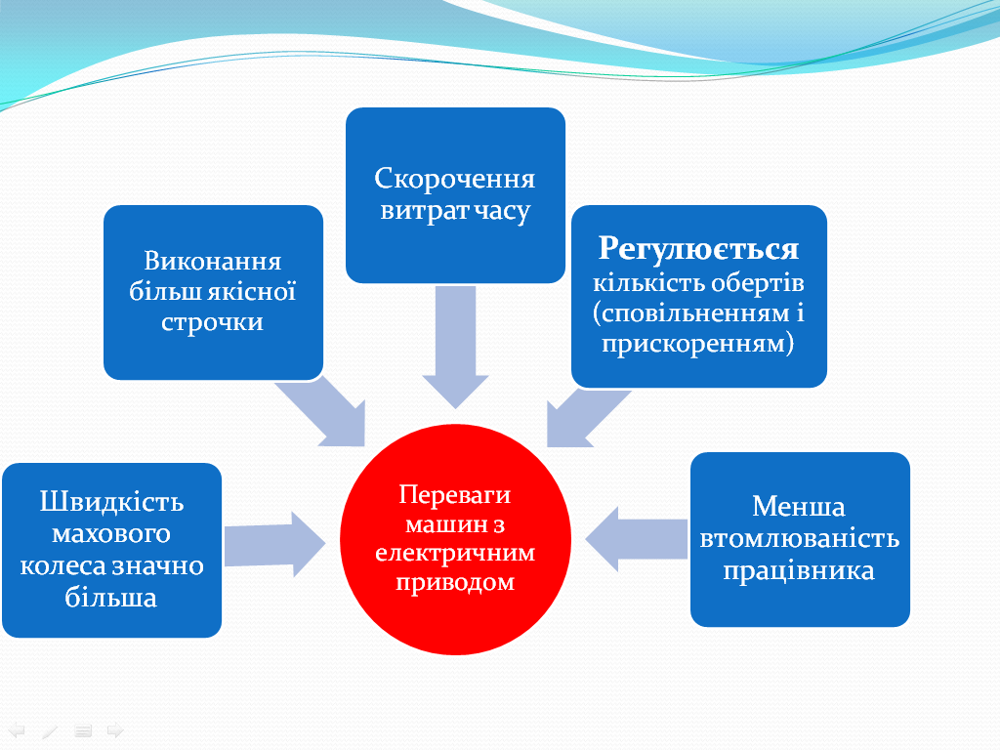 Скорочення
витрат часу
Виконання
більш якісної
строчки
Регулюється
кількість обертів
(сповільненням і
прискоренням)
Швидкість
махового
колеса значно
більша
Переваги
машин з
електричним
приводом
Менша
втомлюваність
працівника